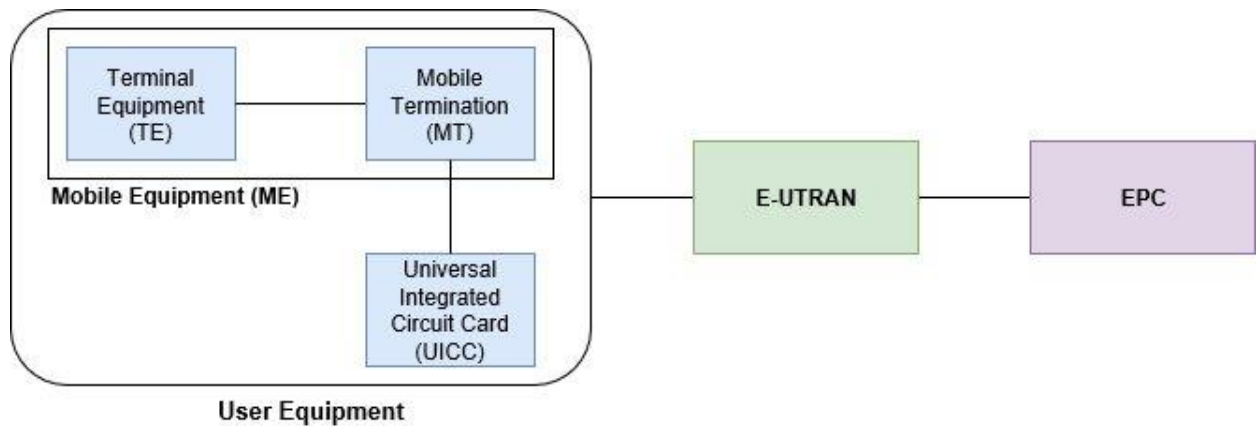 Terminal
Equipment
(TE)
Mobile
Termination
(MT)
Mobile Equipment (ME)
Universal
Integrated
Circuit Card
(UICC)
User Equipment
E-UTRAN
EPC